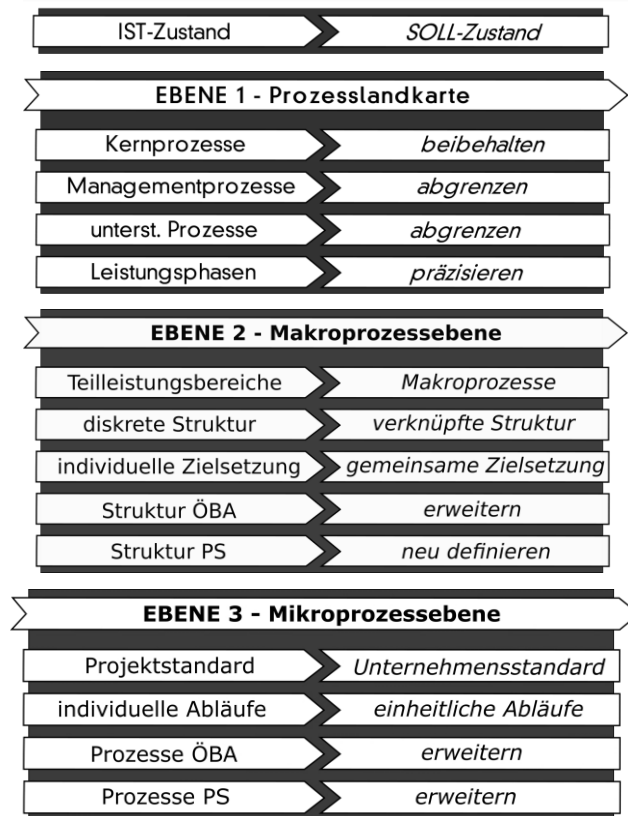 IST-Zustand SOLL-Zustand
EBENE 1 - Prozesslandkarte
Kernprozesse beibehalten
Managementprozesse abgrenzen
unterst. Prozesse abgrenzen
Leistungsphasen präzisieren
EBENE 2 - Makroprozessebene
Teilleistungsbereiche Makroprozesse
diskrete Struktur verknüpfte Struktur
individuelle Zielsetzung gemeinsame Zielsetzung
Struktur ÖBA erweitern
Struktur PS neu definieren
EBENE 3 - Mikroprozessebene
Projektstandard Unternehmensstandard
individuelle Abläufe einheitliche Abläufe
Prozesse ÖBA erweitern
Prozesse PS erweitern